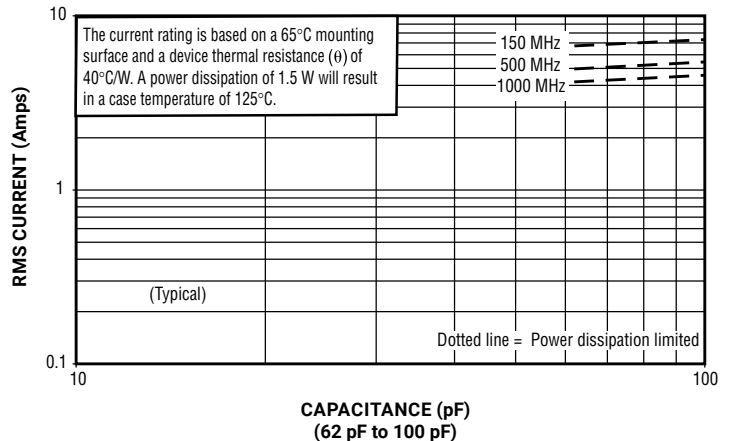 10
The current rating is based on a 65°C mounting
surface and a device thermal resistance (θ) of
40°C/W. A power dissipation of 1.5 W will result
in a case temperature of 125°C.
150 MHz
500 MHz
1000 MHz
RMS CURRENT (Amps)
1
(Typical)
Dotted line = Power dissipation limited
0.1
10
100
CAPACITANCE (pF)
(62 pF to 100 pF)